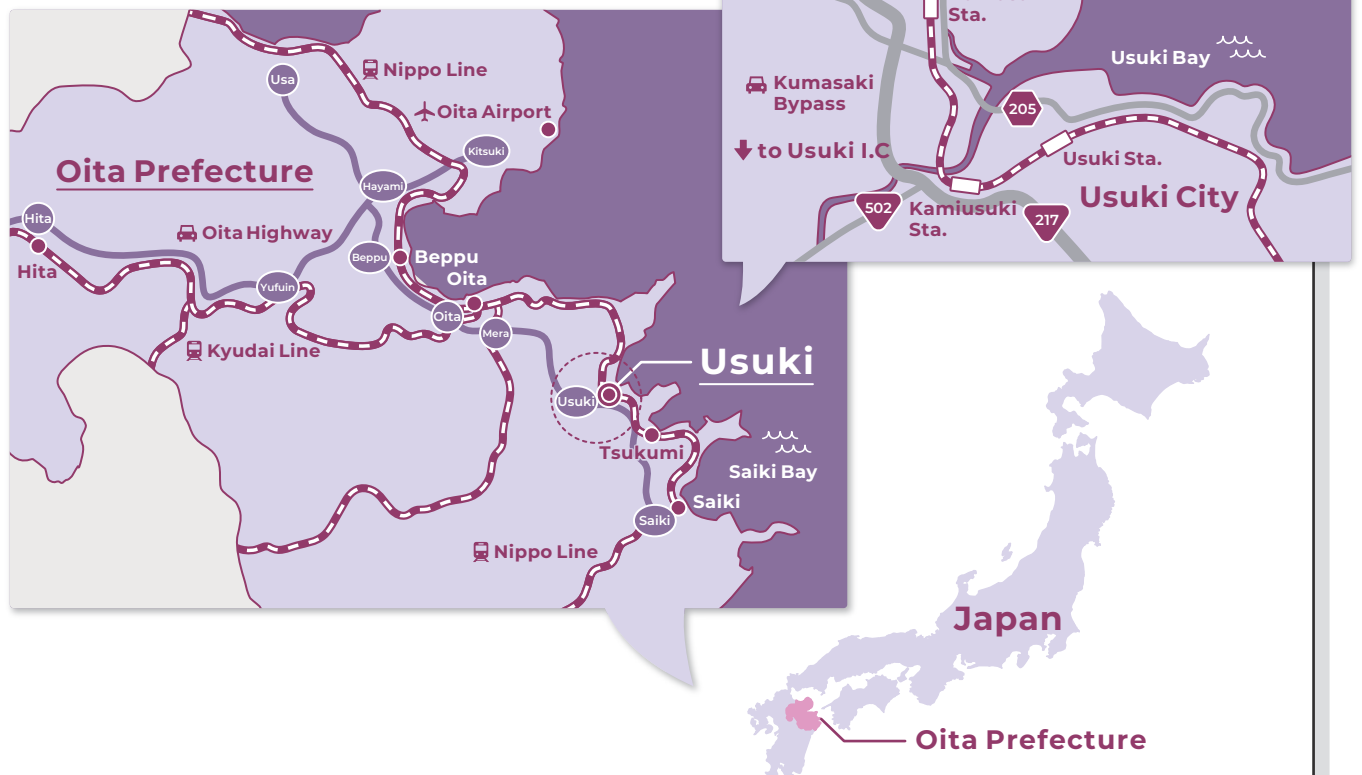 Sta.
Usuki Bay
Kumasaki
Bypass
205
to Usuki I.C
Usuki Sta.
Usuki City
502
Kamiusuki
Sta.
217
Nippo Line
Usa
Oita Airport
Kitsuki
Oita Prefecture
Hayami
Hita
Oita Highway
Hita
Beppu
Beppu
Oita
Yufuin
Oita
Mera
Kyudai Line
Usuki
Usuki
Tsukumi
Saiki Bay
Saiki
Saiki
Nippo Line
Japan
Oita Prefecture